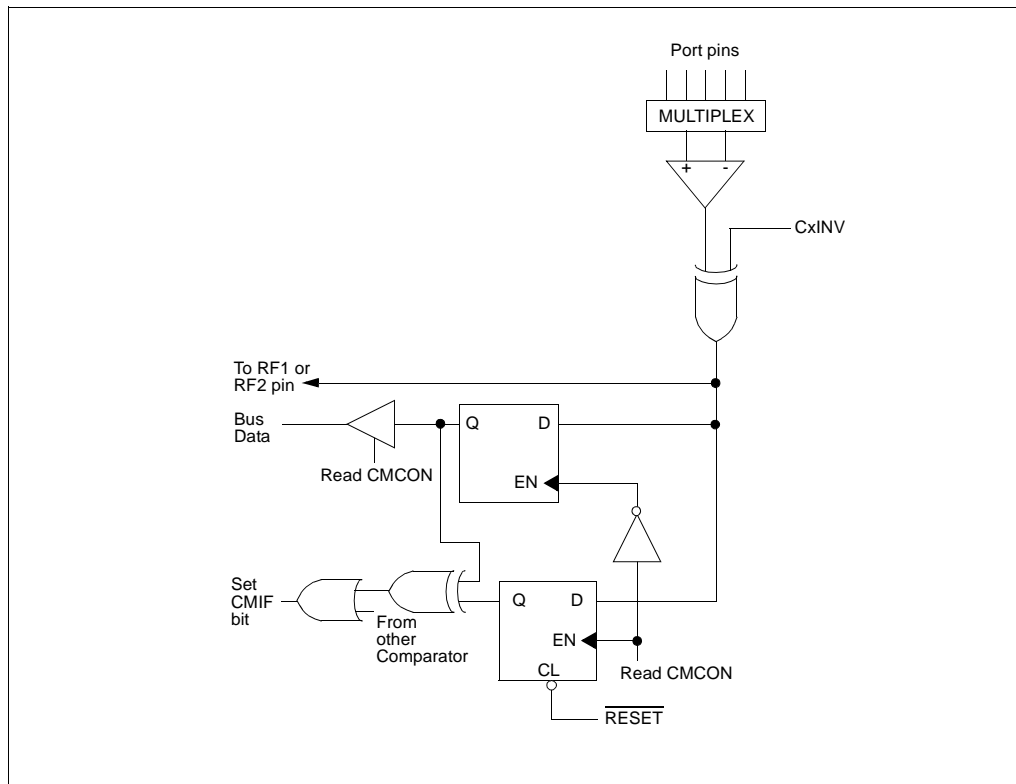 Port pins
MULTIPLEX
+ -
CxINV
To RF1 or
RF2 pin
Bus
Data
Q D
Read CMCON
EN
Set
CMIF
bit
Q D
From
other
Comparator
EN
Read CMCON
CL
RESET